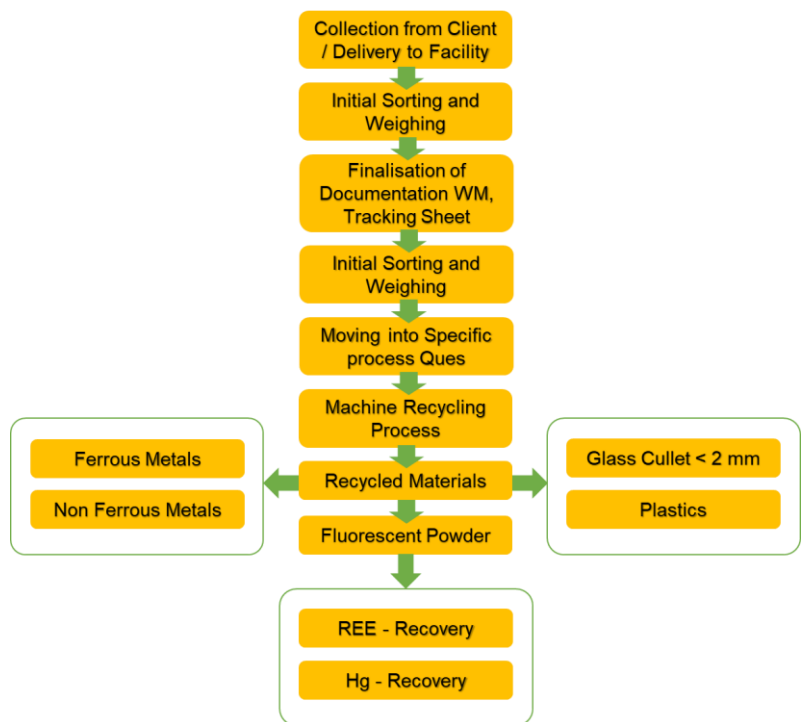 Collection from Client
/ Delivery to Facility
Initial Sorting and
Weighing
Finalisation of
Documentation WM,
Tracking Sheet
Initial Sorting and
Weighing
Moving into Specific
process Ques
Machine Recycling
Process
Ferrous Metals
Non Ferrous Metals
Recycled Materials
Glass Cullet < 2 mm
Plastics
Fluorescent Powder
REE - Recovery
Hg - Recovery